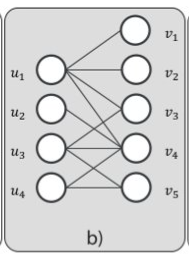 v₁
u₁ v₂
u₂ v₃
u₃ v₄
u₄ v₅
b)